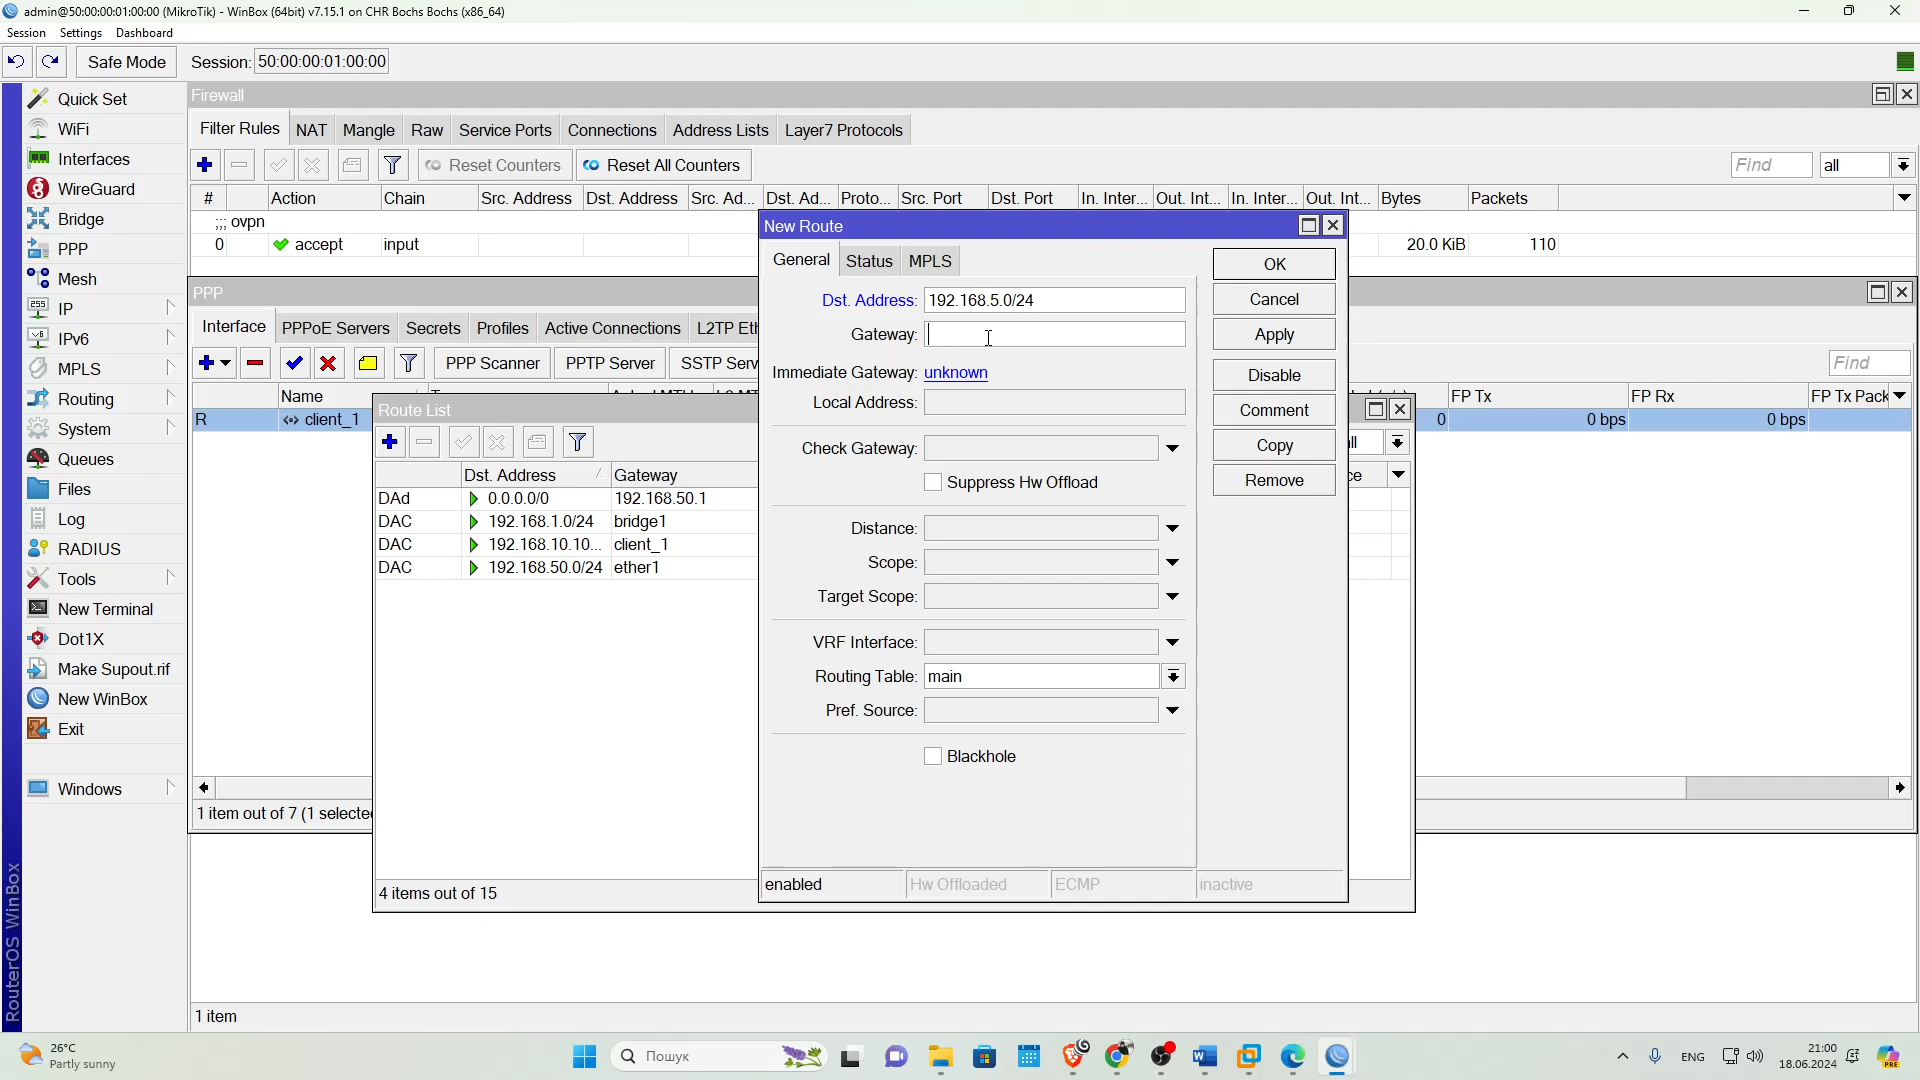 admin@50:00:00:01:00:00 (MikroTik) - WinBox (64bit) v7.15.1 on CHR Bochs Bochs (x86_64)
Session Settings Dashboard
Safe Mode Session: 50:00:00:01:00:00
Quick Set
WiFi
Interfaces
WireGuard
Bridge
PPP
Mesh
IP
IPv6
MPLS
Routing
System
Queues
Files
Log
RADIUS
Tools
New Terminal
Dot1X
Make Supout.rif
New WinBox
Exit
Windows
RouterOS WinBox
Firewall
Filter Rules NAT Mangle Raw Service Ports Connections Address Lists Layer7 Protocols
Reset Counters Reset All Counters Find all
# Action Chain Src. Address Dst. Address Src. Ad... Dst. Ad... Proto... Src. Port Dst. Port In. Inter... Out. Int... In. Inter... Out. Int... Bytes Packets
;;; ovpn
0 accept input 20.0 KiB 110
PPP
Interface PPPoE Servers Secrets Profiles Active Connections L2TP Eth
PPP Scanner PPTP Server SSTP Serv Find
Name FP Tx FP Rx FP Tx Pack
R client_1 0 0 bps 0 bps
1 item out of 7 (1 selected
Route List
Dst. Address Gateway
DAd 0.0.0.0/0 192.168.50.1
DAC 192.168.1.0/24 bridge1
DAC 192.168.10.10... client_1
DAC 192.168.50.0/24 ether1
4 items out of 15
New Route
General Status MPLS
Dst. Address: 192.168.5.0/24
Gateway:
Immediate Gateway: unknown
Local Address:
Check Gateway:
Suppress Hw Offload
Distance:
Scope:
Target Scope:
VRF Interface:
Routing Table: main
Pref. Source:
Blackhole
OK
Cancel
Apply
Disable
Comment
Copy
Remove
enabled Hw Offloaded ECMP inactive
1 item
26°C
Partly sunny
Пошук
ENG
21:00
18.06.2024